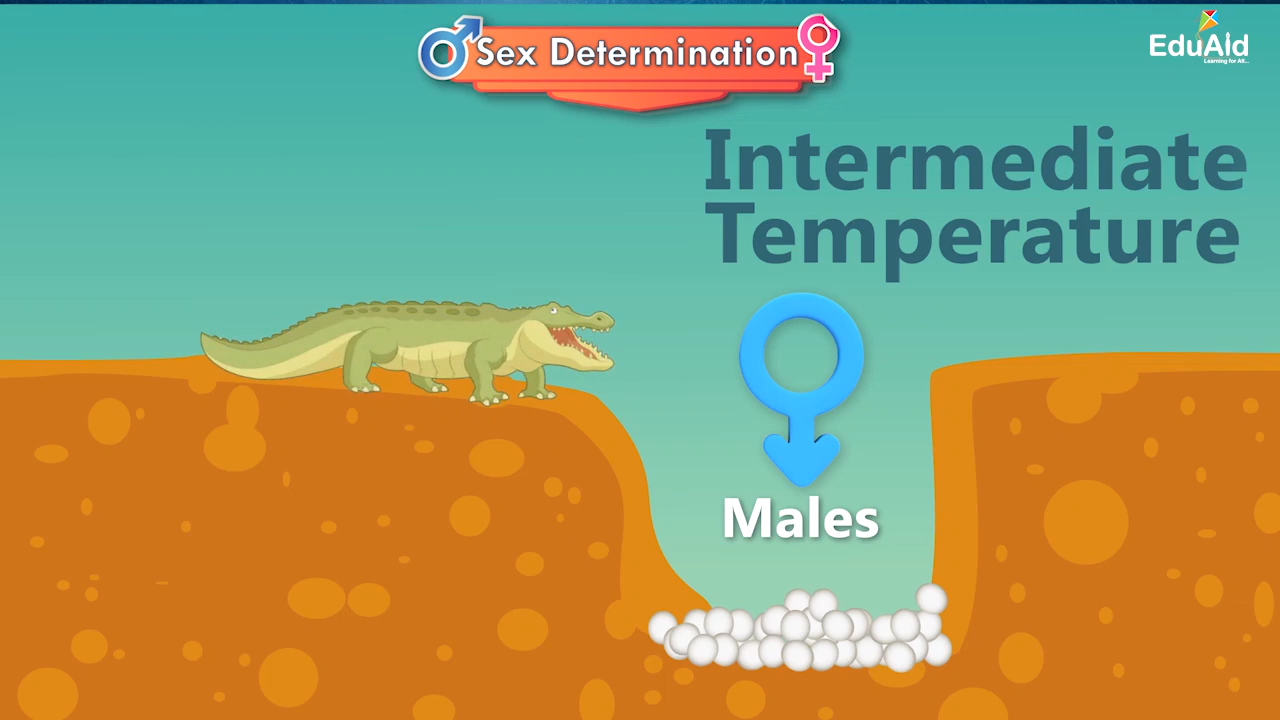 Sex Determination
EduAid
Learning for All...
Intermediate
Temperature
Males